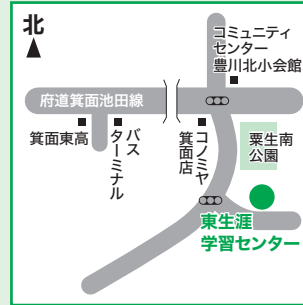 北
コミュニティ
センター
豊川北小会館
府道箕面池田線
箕面東高
バス
ターミナル
コノミヤ
箕面店
粟生南
公園
東生涯
学習センター